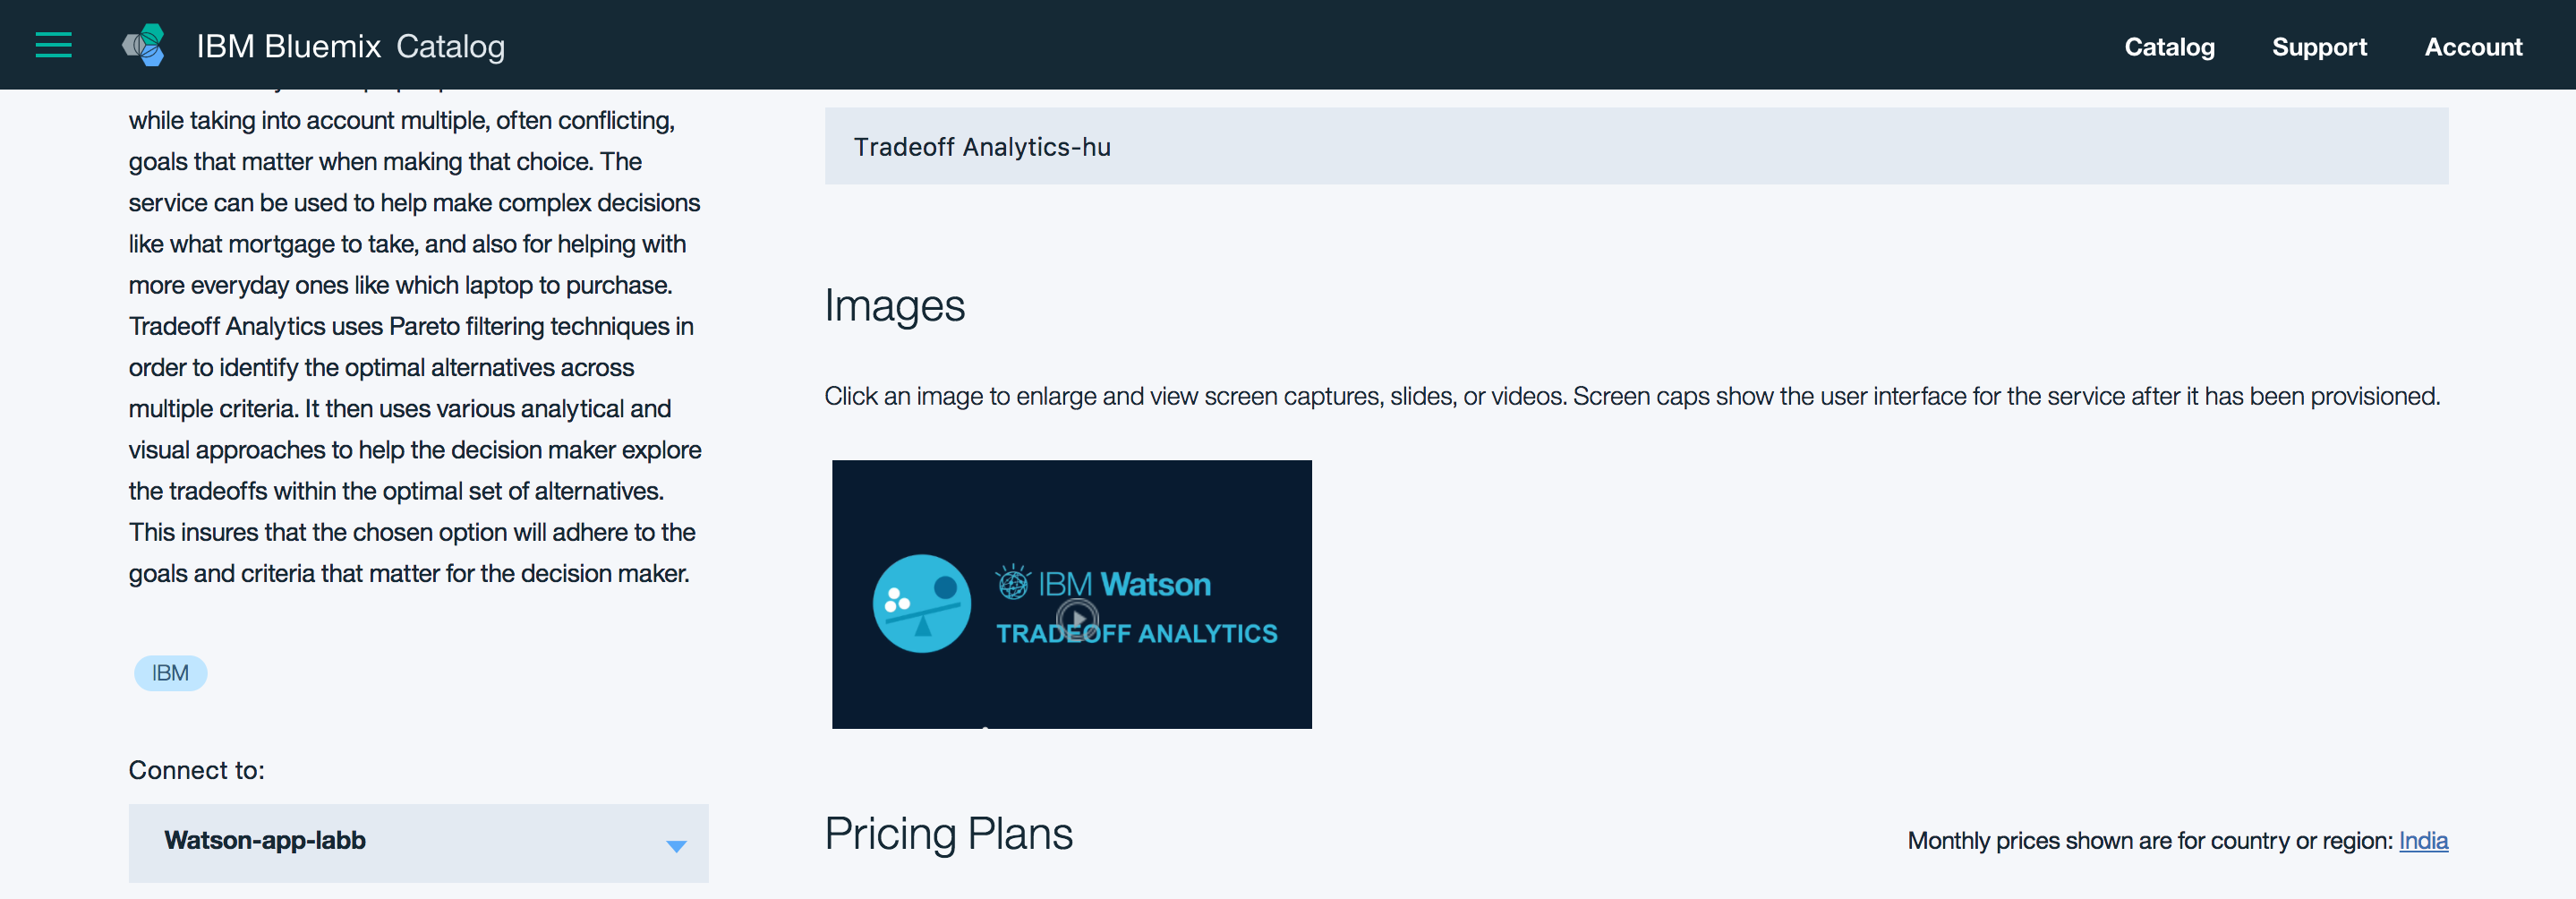 IBM Bluemix Catalog
Catalog Support Account
while taking into account multiple, often conflicting,
goals that matter when making that choice. The
service can be used to help make complex decisions
like what mortgage to take, and also for helping with
more everyday ones like which laptop to purchase.
Tradeoff Analytics uses Pareto filtering techniques in
order to identify the optimal alternatives across
multiple criteria. It then uses various analytical and
visual approaches to help the decision maker explore
the tradeoffs within the optimal set of alternatives.
This insures that the chosen option will adhere to the
goals and criteria that matter for the decision maker.
IBM
Connect to:
Watson-app-labb
Tradeoff Analytics-hu
Images
Click an image to enlarge and view screen captures, slides, or videos. Screen caps show the user interface for the service after it has been provisioned.
IBM Watson
TRADEOFF ANALYTICS
Pricing Plans
Monthly prices shown are for country or region: India